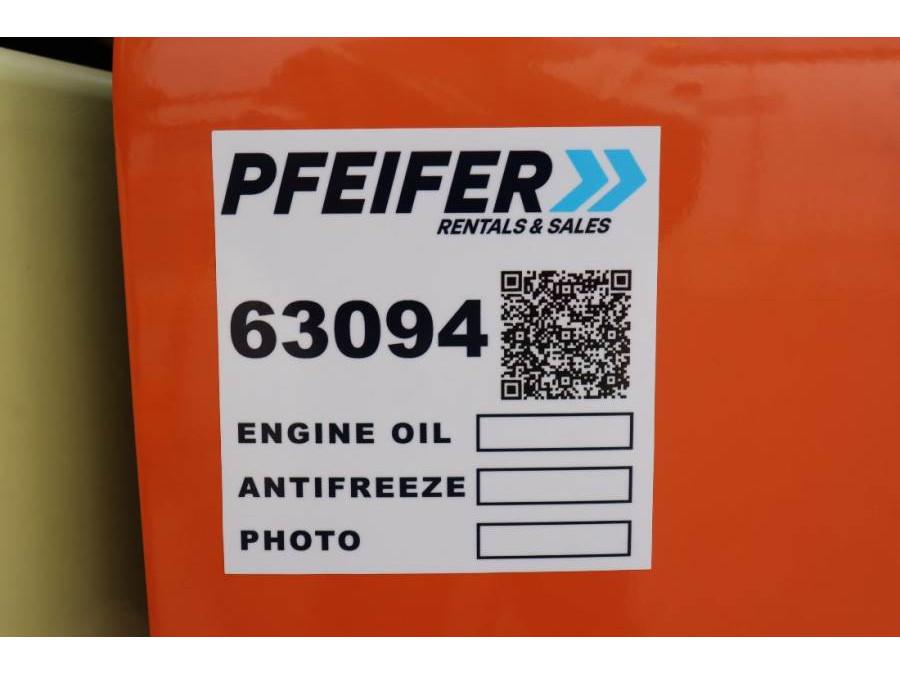 PFEIFER
RENTALS & SALES
63094
ENGINE OIL
ANTIFREEZE
PHOTO